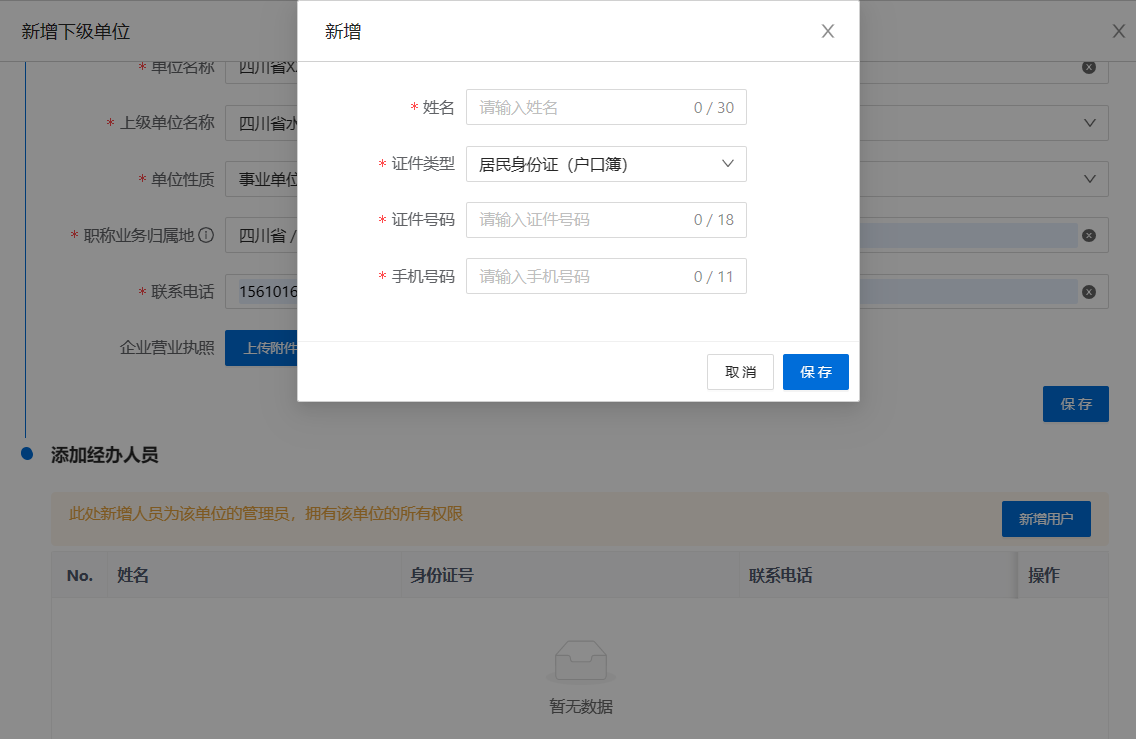 新增下级单位
新增
* 单位名称 四川省X
* 上级单位名称 四川省水
* 单位性质 事业单位
* 职称业务归属地 四川省 /
* 联系电话 1561016
企业营业执照 上传附件
* 姓名 请输入姓名 0 / 30
* 证件类型 居民身份证（户口簿）
* 证件号码 请输入证件号码 0 / 18
* 手机号码 请输入手机号码 0 / 11
取 消 保 存
保 存
添加经办人员
此处新增人员为该单位的管理员，拥有该单位的所有权限 新增用户
No. 姓名 身份证号 联系电话 操作
暂无数据